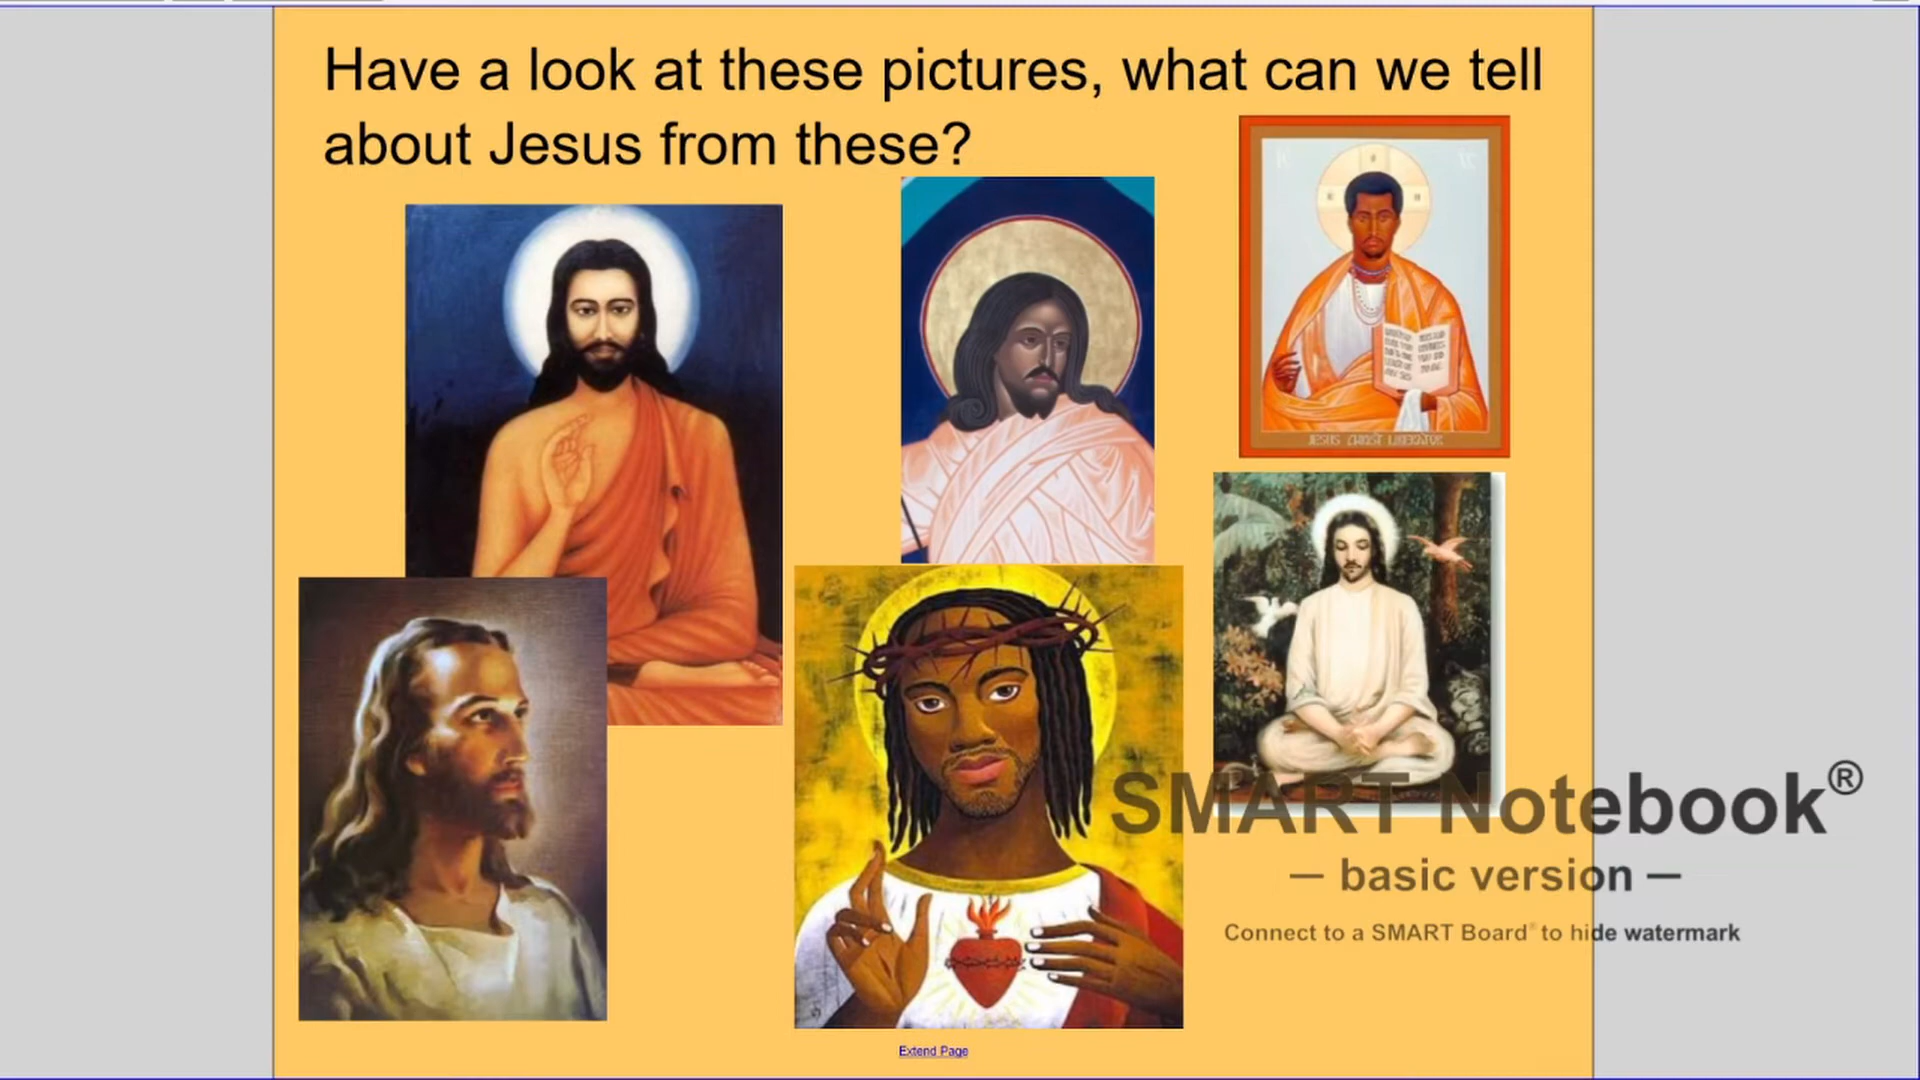 Have a look at these pictures, what can we tell
about Jesus from these?
JESUS CHRIST LIBERATOR
SMART Notebook®
— basic version —
Connect to a SMART Board® to hide watermark
Extend Page